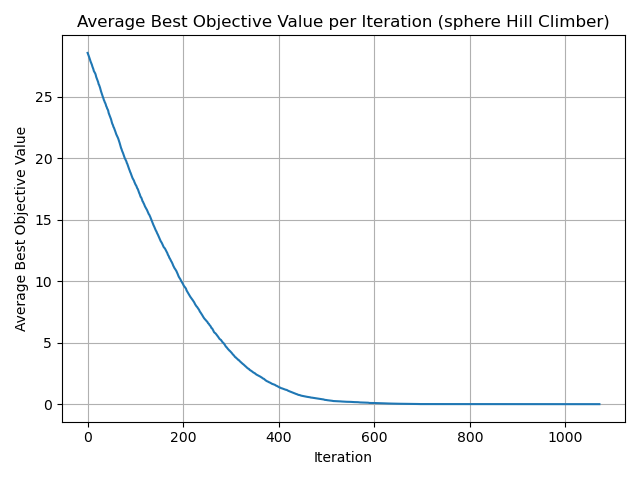 Average Best Objective Value per Iteration (sphere Hill Climber)
Average Best Objective Value
25
20
15
10
5
0
0 200 400 600 800 1000
Iteration